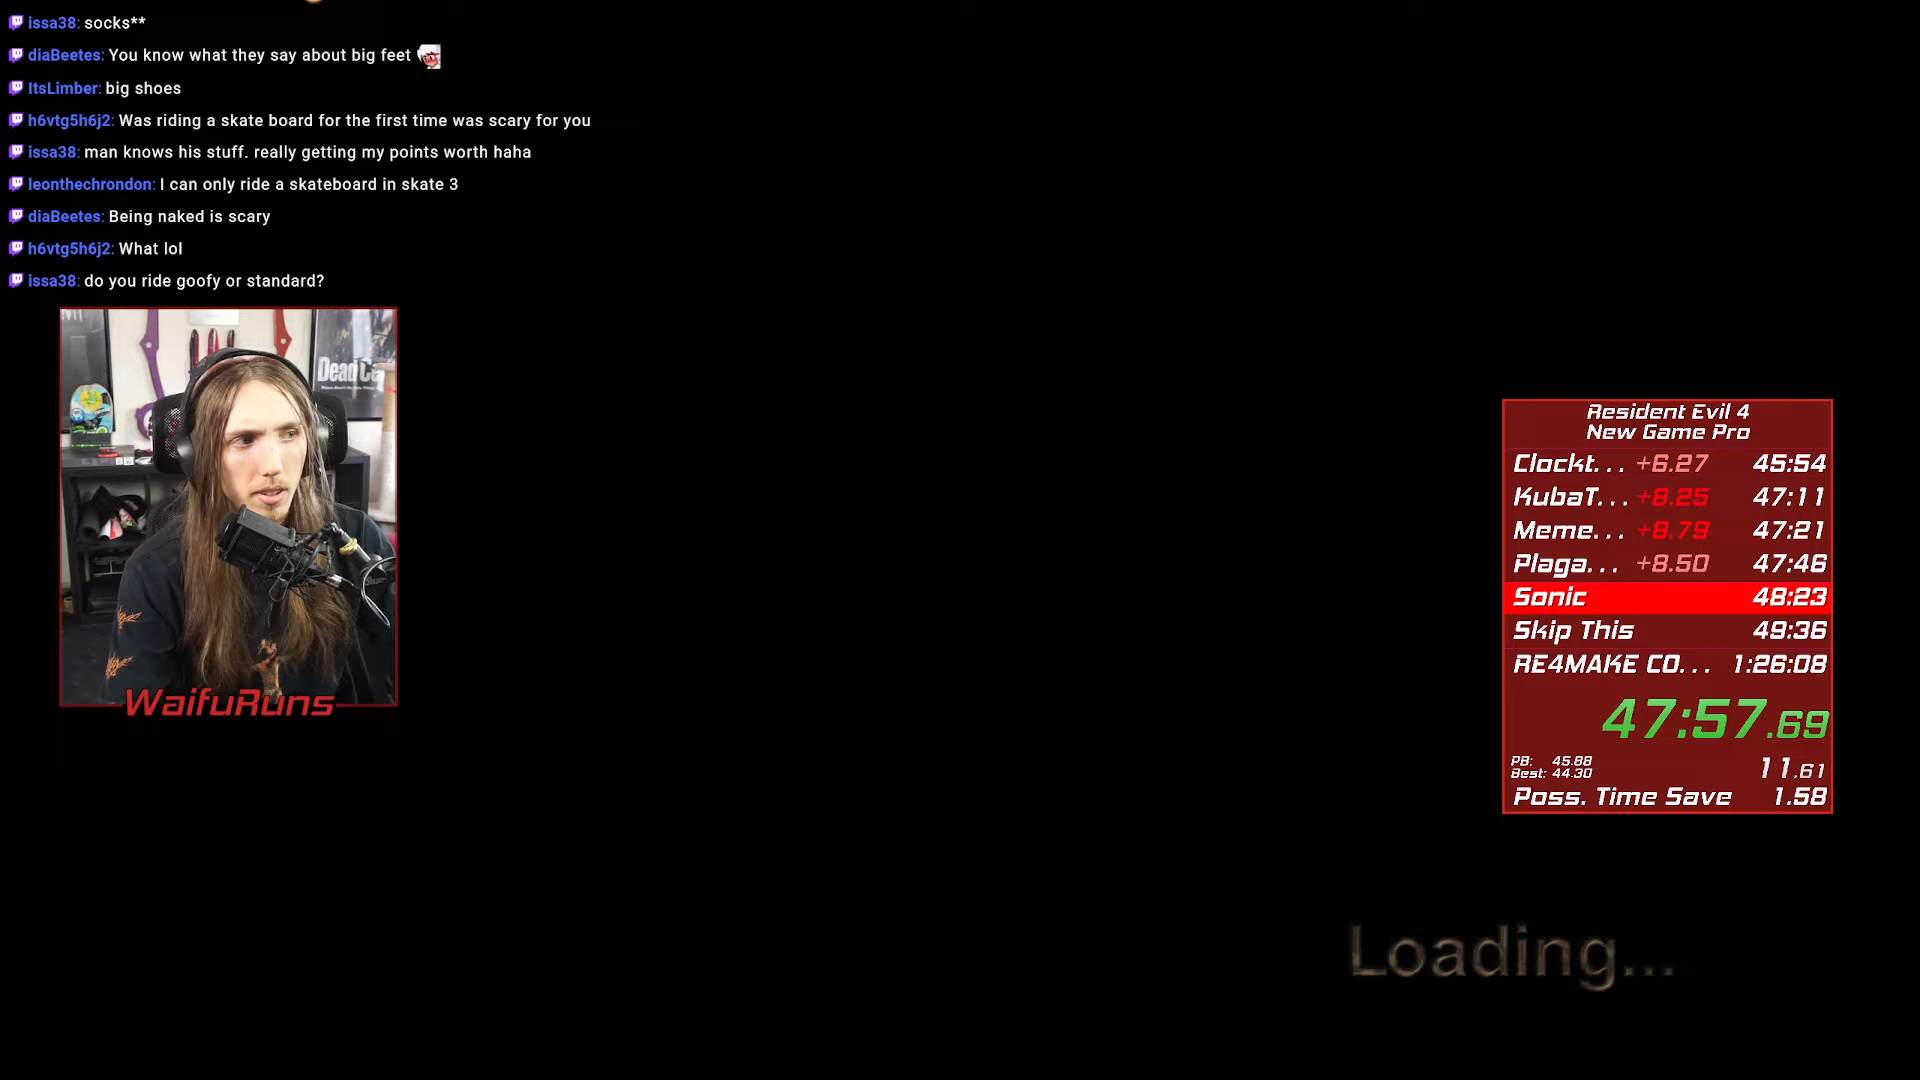 issa38: socks**
diaBeetes: You know what they say about big feet
ItsLimber: big shoes
h6vtg5h6j2: Was riding a skate board for the first time was scary for you
issa38: man knows his stuff. really getting my points worth haha
leonthechrondon: I can only ride a skateboard in skate 3
diaBeetes: Being naked is scary
h6vtg5h6j2: What lol
issa38: do you ride goofy or standard?
WaifuRuns
Resident Evil 4
New Game Pro
Clockt... +6.27 45:54
KubaT... +8.25 47:11
Meme... +8.79 47:21
Plaga... +8.50 47:46
Sonic 48:23
Skip This 49:36
RE4MAKE CO... 1:26:08
47:57.69
PB: 45.88
Best: 44.30
11.61
Poss. Time Save 1.58
Loading...